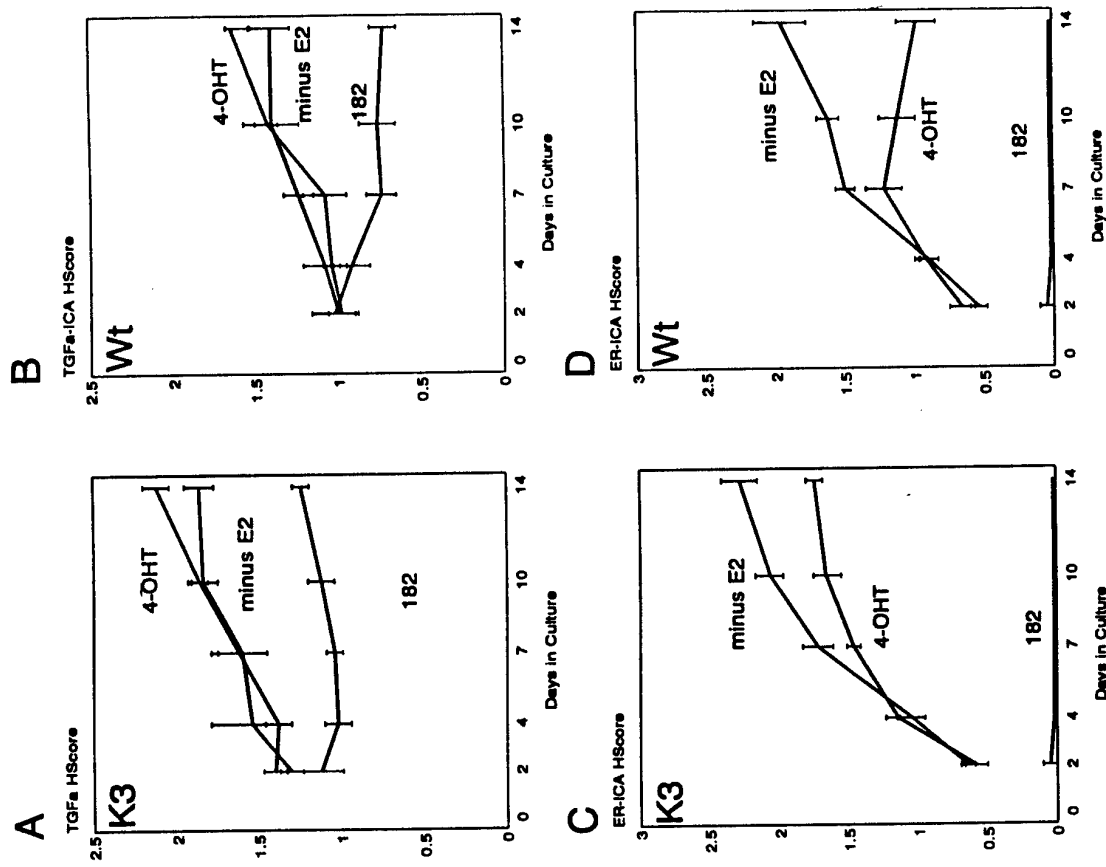 A
TGFa HScore
K3
2.5
2
1.5
1
0.5
0
4-OHT
minus E2
182
0 2 4 7 10 14
Days in Culture
B
TGFa-ICA HScore
Wt
2.5
2
1.5
1
0.5
0
4-OHT
minus E2
182
0 2 4 7 10 14
Days in Culture
C
ER-ICA HScore
K3
3
2.5
2
1.5
1
0.5
0
minus E2
4-OHT
182
0 2 4 7 10 14
Days in Culture
D
ER-ICA HScore
Wt
3
2.5
2
1.5
1
0.5
0
minus E2
4-OHT
182
0 2 4 7 10 14
Days in Culture